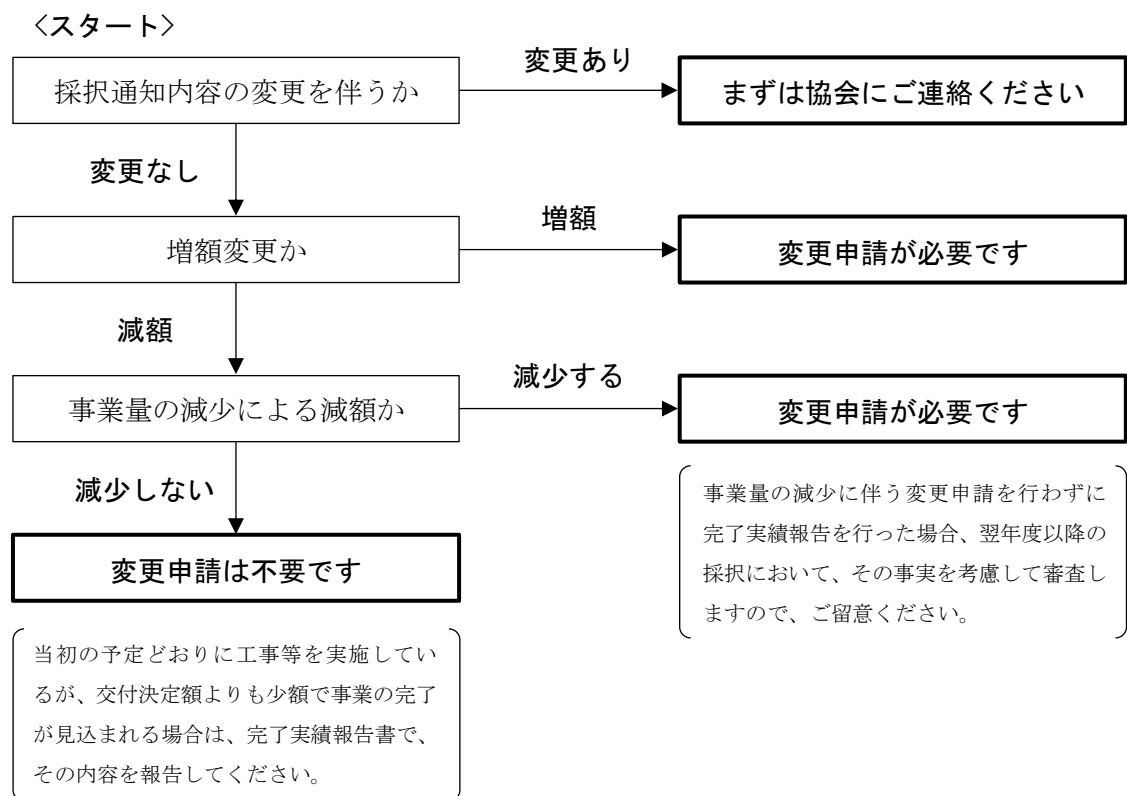 〈スタート〉
採択通知内容の変更を伴うか
変更あり
まずは協会にご連絡ください
変更なし
増額変更か
増額
変更申請が必要です
減額
事業量の減少による減額か
減少する
変更申請が必要です
減少しない
変更申請は不要です
事業量の減少に伴う変更申請を行わずに
完了実績報告を行った場合、翌年度以降の
採択において、その事実を考慮して審査し
ますので、ご留意ください。
当初の予定どおりに工事等を実施してい
るが、交付決定額よりも少額で事業の完了
が見込まれる場合は、完了実績報告書で、
その内容を報告してください。